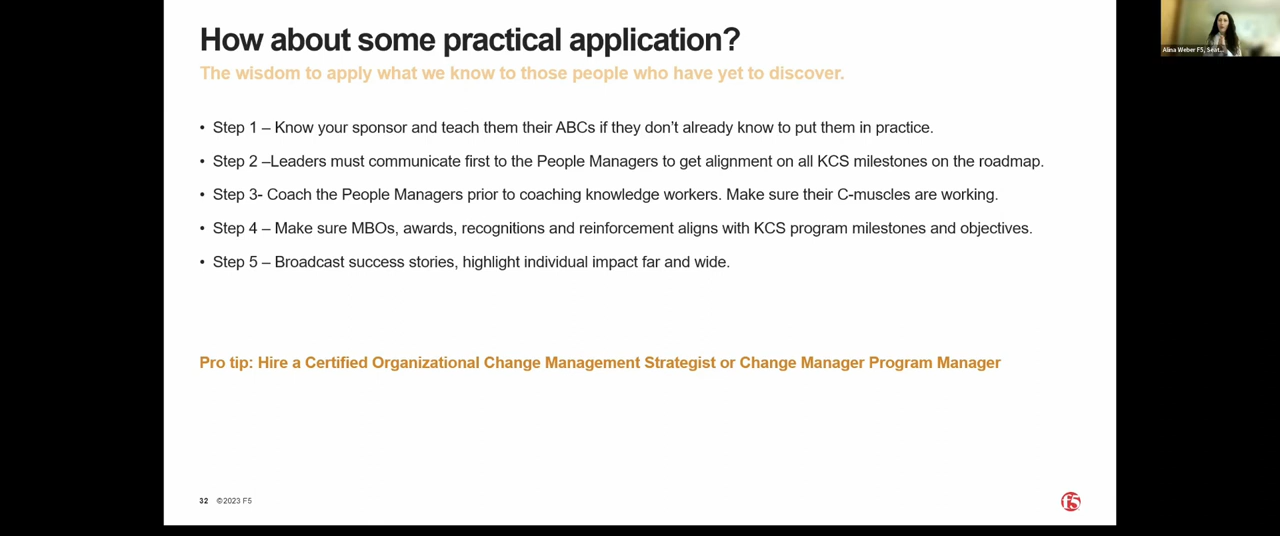 How about some practical application?
The wisdom to apply what we know to those people who have yet to discover.
• Step 1 – Know your sponsor and teach them their ABCs if they don't already know to put them in practice.
• Step 2 –Leaders must communicate first to the People Managers to get alignment on all KCS milestones on the roadmap.
• Step 3- Coach the People Managers prior to coaching knowledge workers. Make sure their C-muscles are working.
• Step 4 – Make sure MBOs, awards, recognitions and reinforcement aligns with KCS program milestones and objectives.
• Step 5 – Broadcast success stories, highlight individual impact far and wide.
Pro tip: Hire a Certified Organizational Change Management Strategist or Change Manager Program Manager
32 ©2023 F5
f5
Alina Weber F5, Seat...